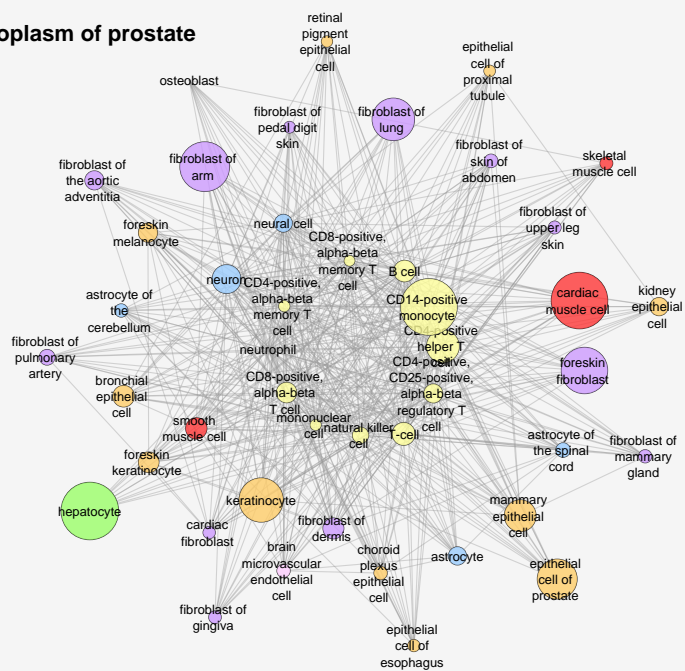 oplasm of prostate
retinal
pigment
epithelial
cell
epithelial
cell of
proximal
tubule
osteoblast
fibroblast of
pedal digit
skin
fibroblast of
lung
fibroblast of
arm
fibroblast of
skin of
abdomen
skeletal
muscle cell
fibroblast of
the aortic
adventitia
foreskin
melanocyte
neural cell
CD8-positive,
alpha-beta
memory T
cell
fibroblast of
upper leg
skin
neuron
CD4-positive,
alpha-beta
memory T
cell
B cell
CD14-positive
monocyte
cardiac
muscle cell
kidney
epithelial
cell
astrocyte of
the
cerebellum
CD4-positive
helper T
cell
neutrophil
fibroblast of
pulmonary
artery
CD4-positive,
CD25-positive,
alpha-beta
regulatory T
cell
foreskin
fibroblast
bronchial
epithelial
cell
CD8-positive,
alpha-beta
T cell
mononuclear
cell
natural killer
cell
T-cell
smooth
muscle cell
astrocyte of
the spinal
cord
fibroblast of
mammary
gland
foreskin
keratinocyte
hepatocyte
keratinocyte
mammary
epithelial
cell
cardiac
fibroblast
fibroblast of
dermis
brain
microvascular
endothelial
cell
choroid
plexus
epithelial
cell
astrocyte
epithelial
cell of
prostate
fibroblast of
gingiva
epithelial
cell of
esophagus